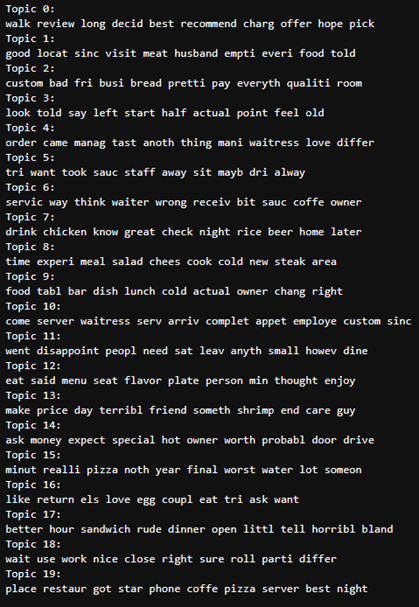 Topic 0:
walk review long decid best recommend charg offer hope pick
Topic 1:
good locat sinc visit meat husband empti everi food told
Topic 2:
custom bad fri busi bread pretti pay everyth qualiti room
Topic 3:
look told say left start half actual point feel old
Topic 4:
order came manag tast anoth thing mani waitress love differ
Topic 5:
tri want took sauc staff away sit mayb dri alway
Topic 6:
servic way think waiter wrong receiv bit sauc coffe owner
Topic 7:
drink chicken know great check night rice beer home later
Topic 8:
time experi meal salad chees cook cold new steak area
Topic 9:
food tabl bar dish lunch cold actual owner chang right
Topic 10:
come server waitress serv arriv complet appet employe custom sinc
Topic 11:
went disappoint peopl need sat leav anyth small howev dine
Topic 12:
eat said menu seat flavor plate person min thought enjoy
Topic 13:
make price day terribl friend someth shrimp end care guy
Topic 14:
ask money expect special hot owner worth probabl door drive
Topic 15:
minut realli pizza noth year final worst water lot someon
Topic 16:
like return els love egg coupl eat tri ask want
Topic 17:
better hour sandwich rude dinner open littl tell horribl bland
Topic 18:
wait use work nice close right sure roll parti differ
Topic 19:
place restaur got star phone coffe pizza server best night